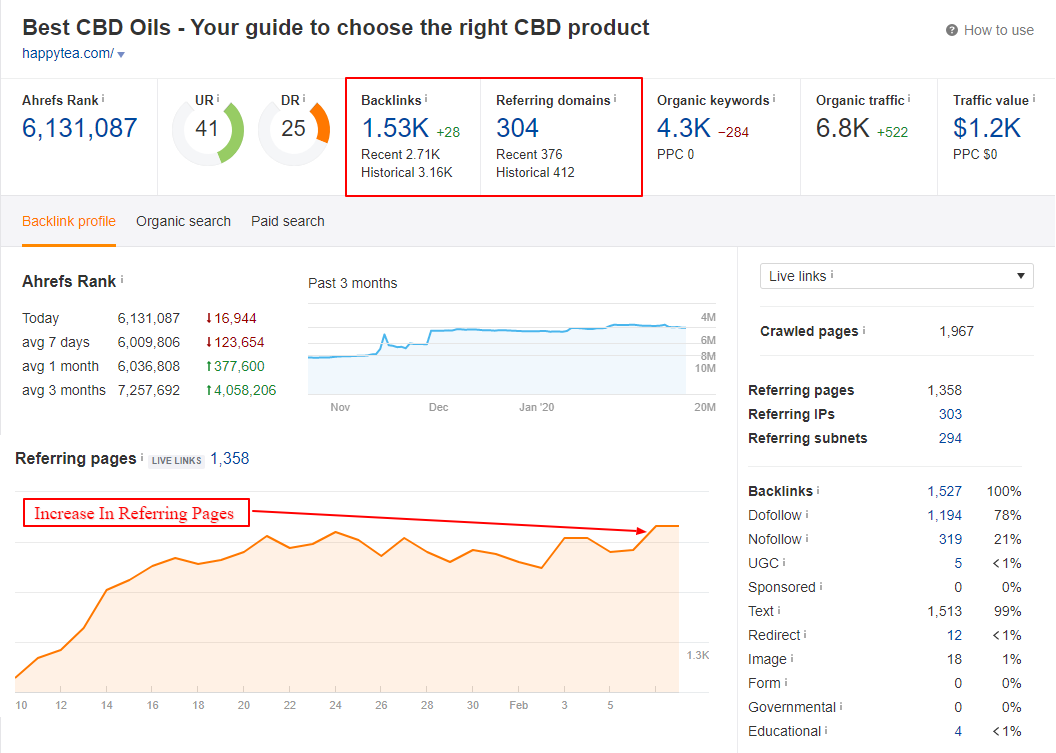 Best CBD Oils - Your guide to choose the right CBD product
How to use
happytea.com/
Ahrefs Rank
6,131,087
UR
41
DR
25
Backlinks
1.53K +28
Recent 2.71K
Historical 3.16K
Referring domains
304
Recent 376
Historical 412
Organic keywords
4.3K −284
PPC 0
Organic traffic
6.8K +522
Traffic value
$1.2K
PPC $0
Backlink profile Organic search Paid search
Ahrefs Rank
Today 6,131,087 ↓16,944
avg 7 days 6,009,806 ↓123,654
avg 1 month 6,036,808 ↑377,600
avg 3 months 7,257,692 ↑4,058,206
Past 3 months
4M
6M
8M
10M
20M
Nov Dec Jan '20
Referring pages LIVE LINKS 1,358
Increase In Referring Pages
1.3K
10 12 14 16 18 20 22 24 26 28 30 Feb 3 5
Live links
Crawled pages 1,967
Referring pages 1,358
Referring IPs 303
Referring subnets 294
Backlinks 1,527 100%
Dofollow 1,194 78%
Nofollow 319 21%
UGC 5 <1%
Sponsored 0 0%
Text 1,513 99%
Redirect 12 <1%
Image 18 1%
Form 0 0%
Governmental 0 0%
Educational 4 <1%